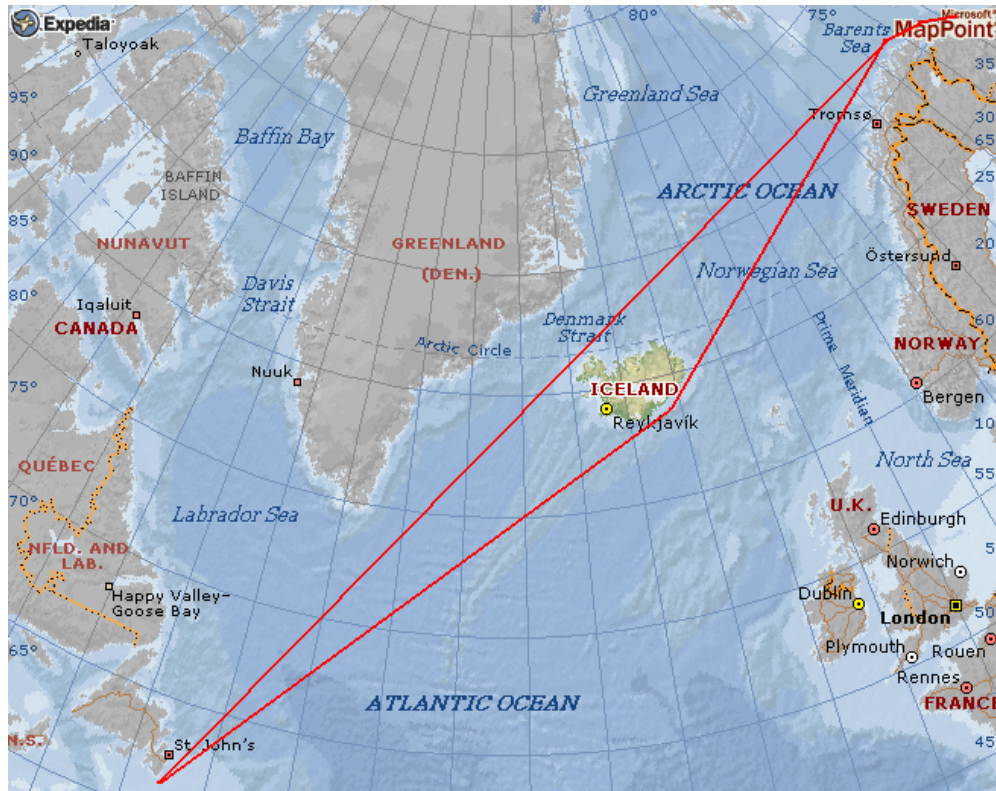 Expedia®
80°
75°
Microsoft®
MapPoint®
Barents
Sea
Taloyoak
35
95°
Greenland Sea
Tromsø
30
Baffin Bay
65
90°
25
BAFFIN
ISLAND
ARCTIC OCEAN
SWEDEN
85°
NUNAVUT
GREENLAND
(DEN.)
20
Östersund
Norwegian Sea
Davis
Strait
80°
Iqaluit
CANADA
Denmark
Strait
60
Prime Meridian
NORWAY
Arctic Circle
Nuuk
75°
ICELAND
Bergen
Reykjavík
10
QUÉBEC
North Sea
55
70°
Labrador Sea
U.K.
Edinburgh
NFLD. AND
LAB.
5°
Norwich
Happy Valley-
Goose Bay
Dublin
50
London
65°
Plymouth
Rouen
Rennes
ATLANTIC OCEAN
FRANCE
N.S.
St. John's
45